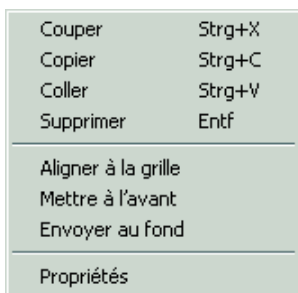 Couper Strg+X
Copier Strg+C
Coller Strg+V
Supprimer Entf
Aligner à la grille
Mettre à l'avant
Envoyer au fond
Propriétés